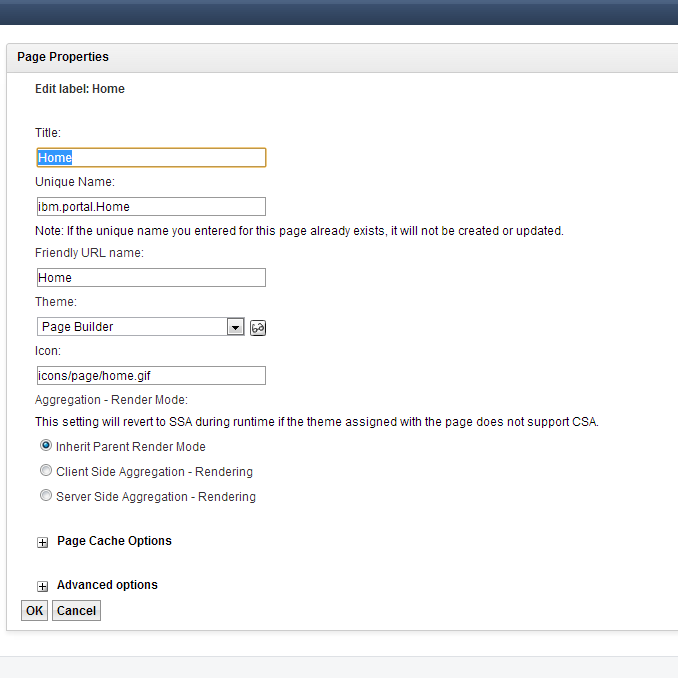 Page Properties
Edit label: Home
Title:
Home
Unique Name:
ibm.portal.Home
Note: If the unique name you entered for this page already exists, it will not be created or updated.
Friendly URL name:
Home
Theme:
Page Builder
Icon:
icons/page/home.gif
Aggregation - Render Mode:
This setting will revert to SSA during runtime if the theme assigned with the page does not support CSA.
Inherit Parent Render Mode
Client Side Aggregation - Rendering
Server Side Aggregation - Rendering
Page Cache Options
Advanced options
OK Cancel